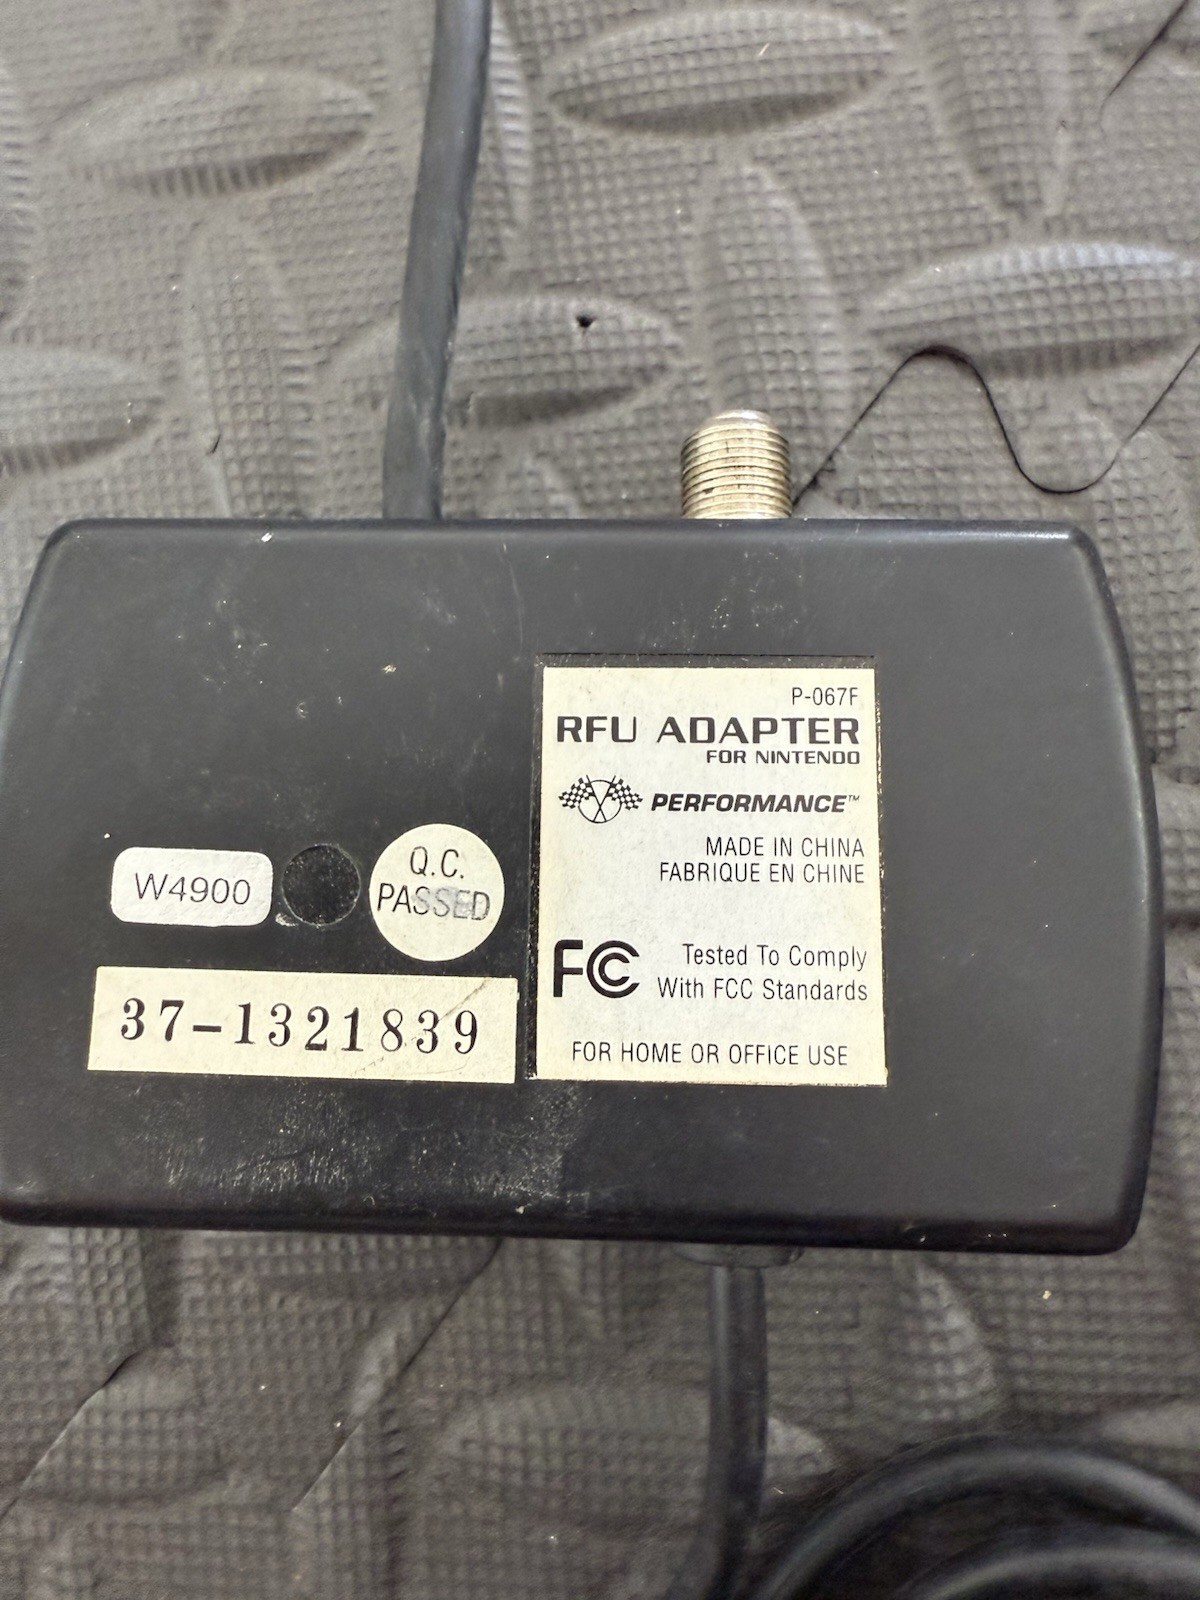 P-067F
RFU ADAPTER
FOR NINTENDO
PERFORMANCE™
MADE IN CHINA
FABRIQUE EN CHINE
FC Tested To Comply
With FCC Standards
FOR HOME OR OFFICE USE
W4900
Q.C.
PASSED
37-1321839